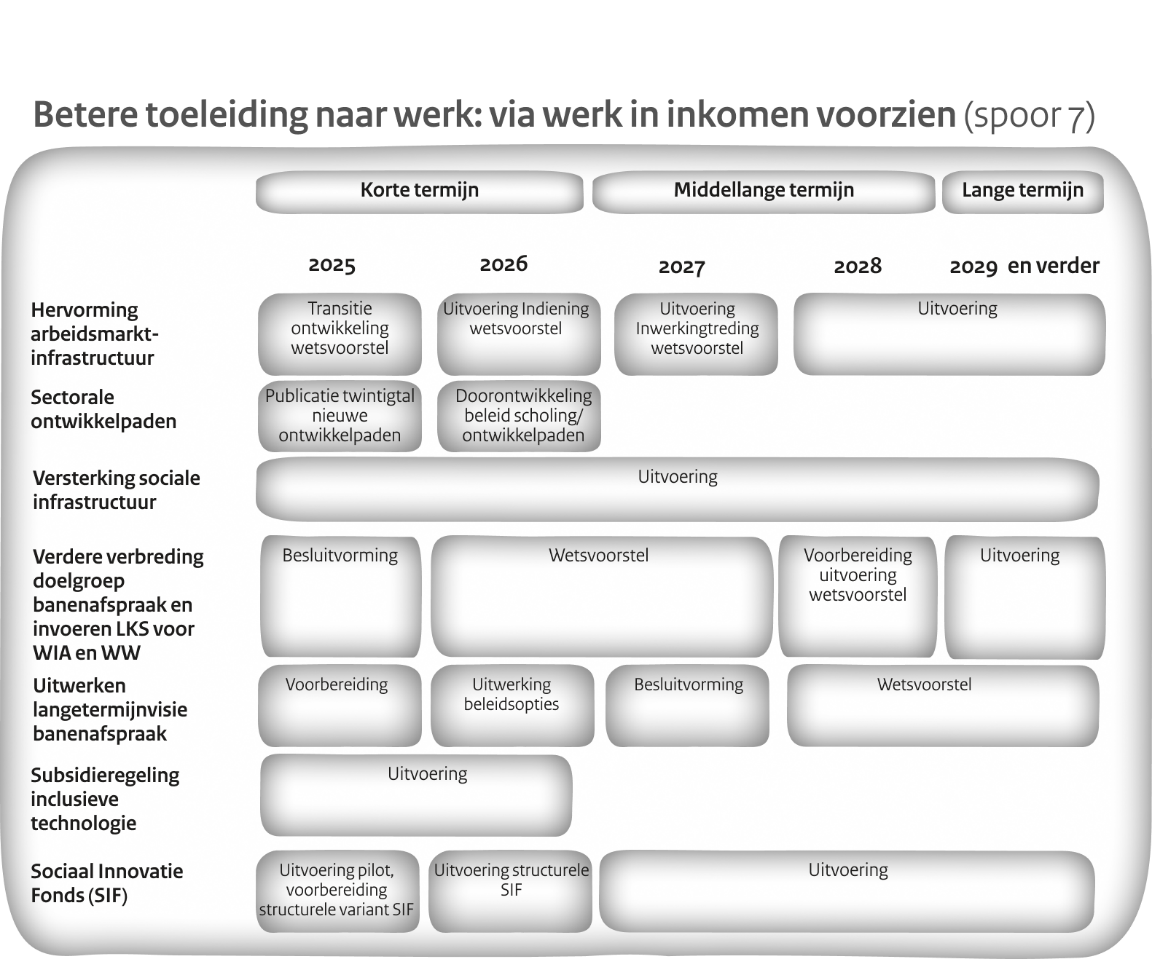 Betere toeleiding naar werk: via werk in inkomen voorzien (spoor 7)
Korte termijn
Middellange termijn
Lange termijn
2025
2026
2027
2028
2029 en verder
Hervorming
arbeidsmarkt-
infrastructuur
Transitie
ontwikkeling
wetsvoorstel
Uitvoering Indiening
wetsvoorstel
Uitvoering
Inwerkingtreding
wetsvoorstel
Uitvoering
Sectorale
ontwikkelpaden
Publicatie twintigtal
nieuwe
ontwikkelpaden
Doorontwikkeling
beleid scholing/
ontwikkelpaden
Versterking sociale
infrastructuur
Uitvoering
Verdere verbreding
doelgroep
banenafspraak en
invoeren LKS voor
WIA en WW
Besluitvorming
Wetsvoorstel
Voorbereiding
uitvoering
wetsvoorstel
Uitvoering
Uitwerken
langetermijnvisie
banenafspraak
Voorbereiding
Uitwerking
beleidsopties
Besluitvorming
Wetsvoorstel
Subsidieregeling
inclusieve
technologie
Uitvoering
Sociaal Innovatie
Fonds (SIF)
Uitvoering pilot,
voorbereiding
structurele variant SIF
Uitvoering structurele
SIF
Uitvoering